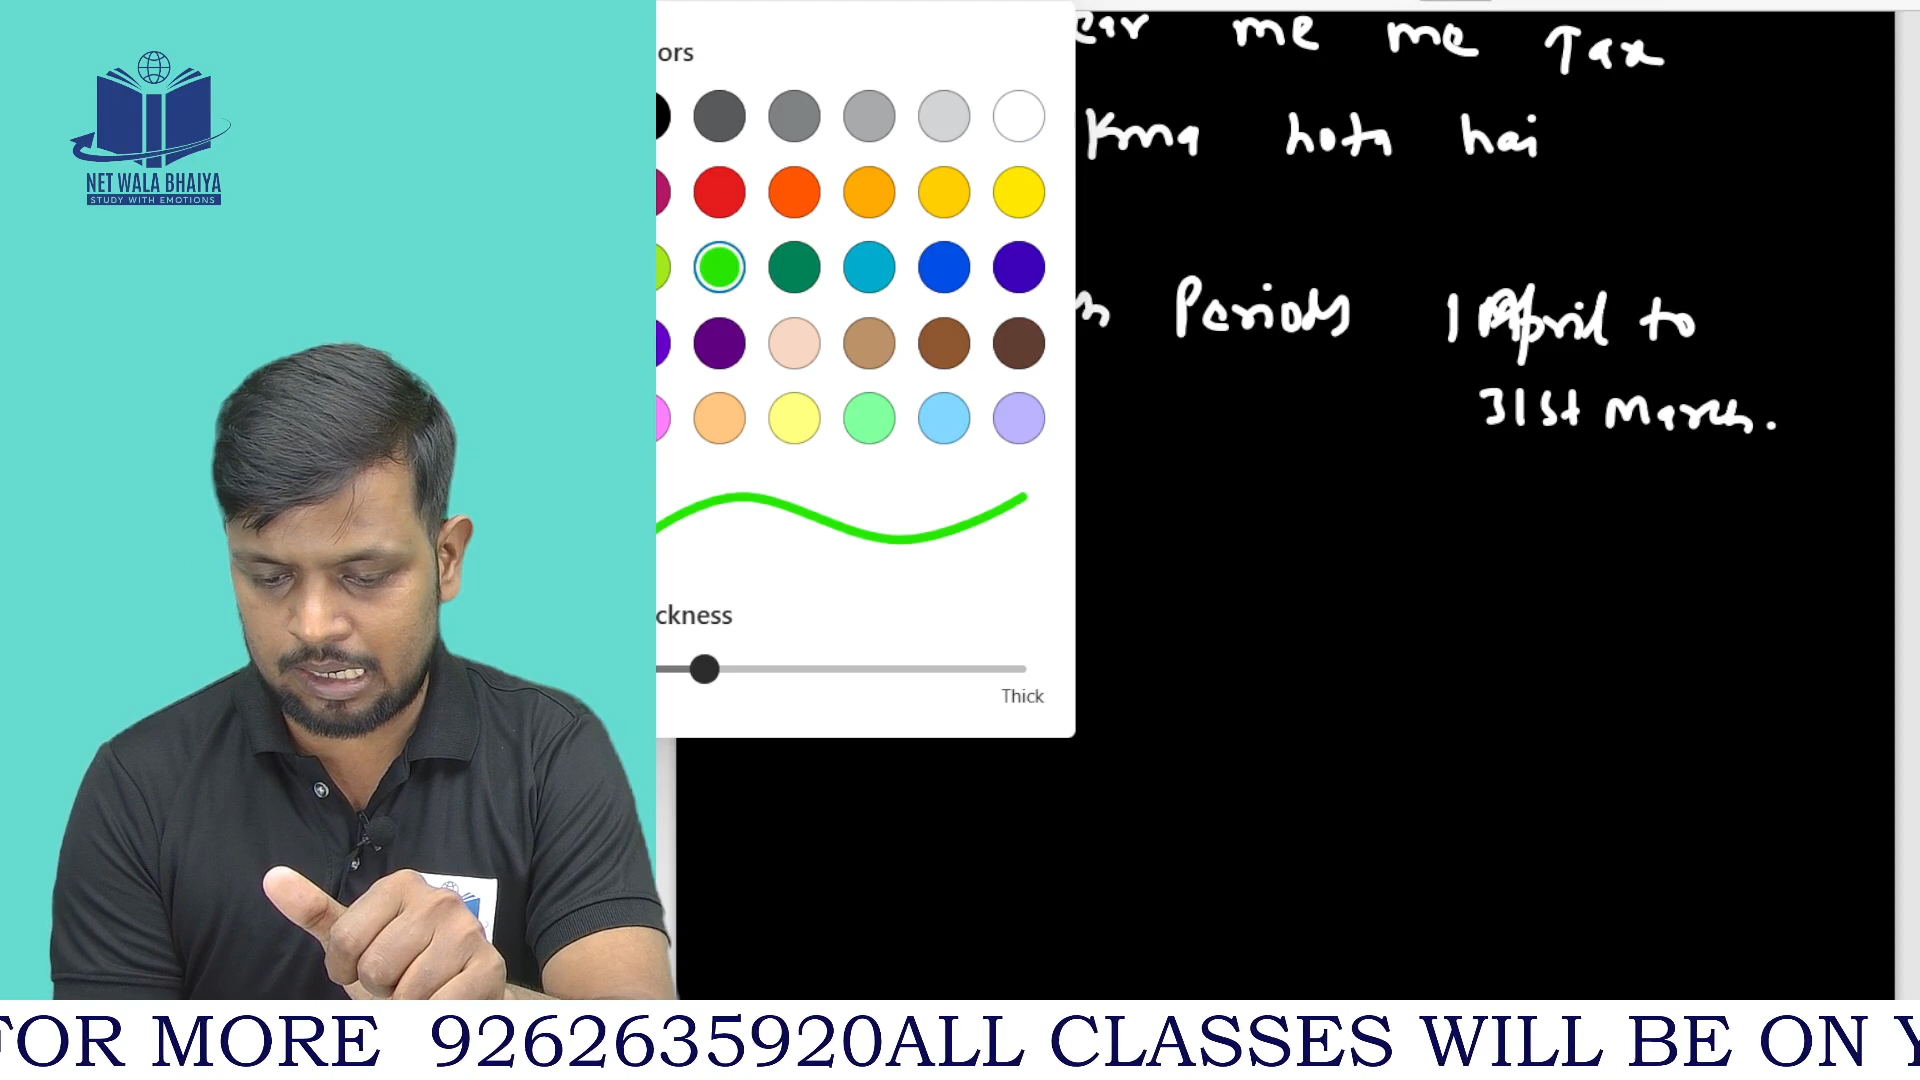 NET WALA BHAIYA
STUDY WITH EMOTIONS
ors
ckness
Thick
me me Tax
hota hai
Periods 1 April to
31st March.
FOR MORE 9262635920ALL CLASSES WILL BE ON Y